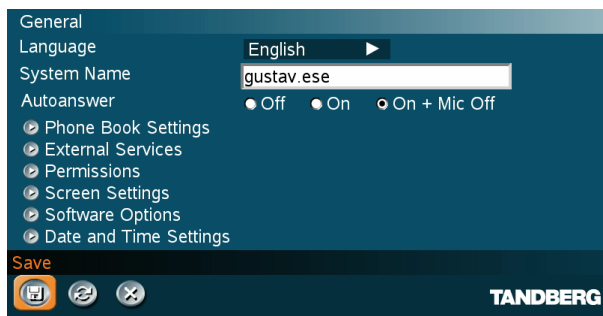 General
Language English
System Name gustav.ese
Autoanswer Off On On + Mic Off
Phone Book Settings
External Services
Permissions
Screen Settings
Software Options
Date and Time Settings
Save
TANDBERG